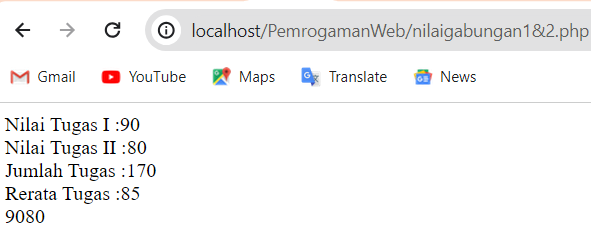 localhost/PemrogamanWeb/nilaigabungan1&2.php
Gmail YouTube Maps Translate News
Nilai Tugas I :90
Nilai Tugas II :80
Jumlah Tugas :170
Rerata Tugas :85
9080